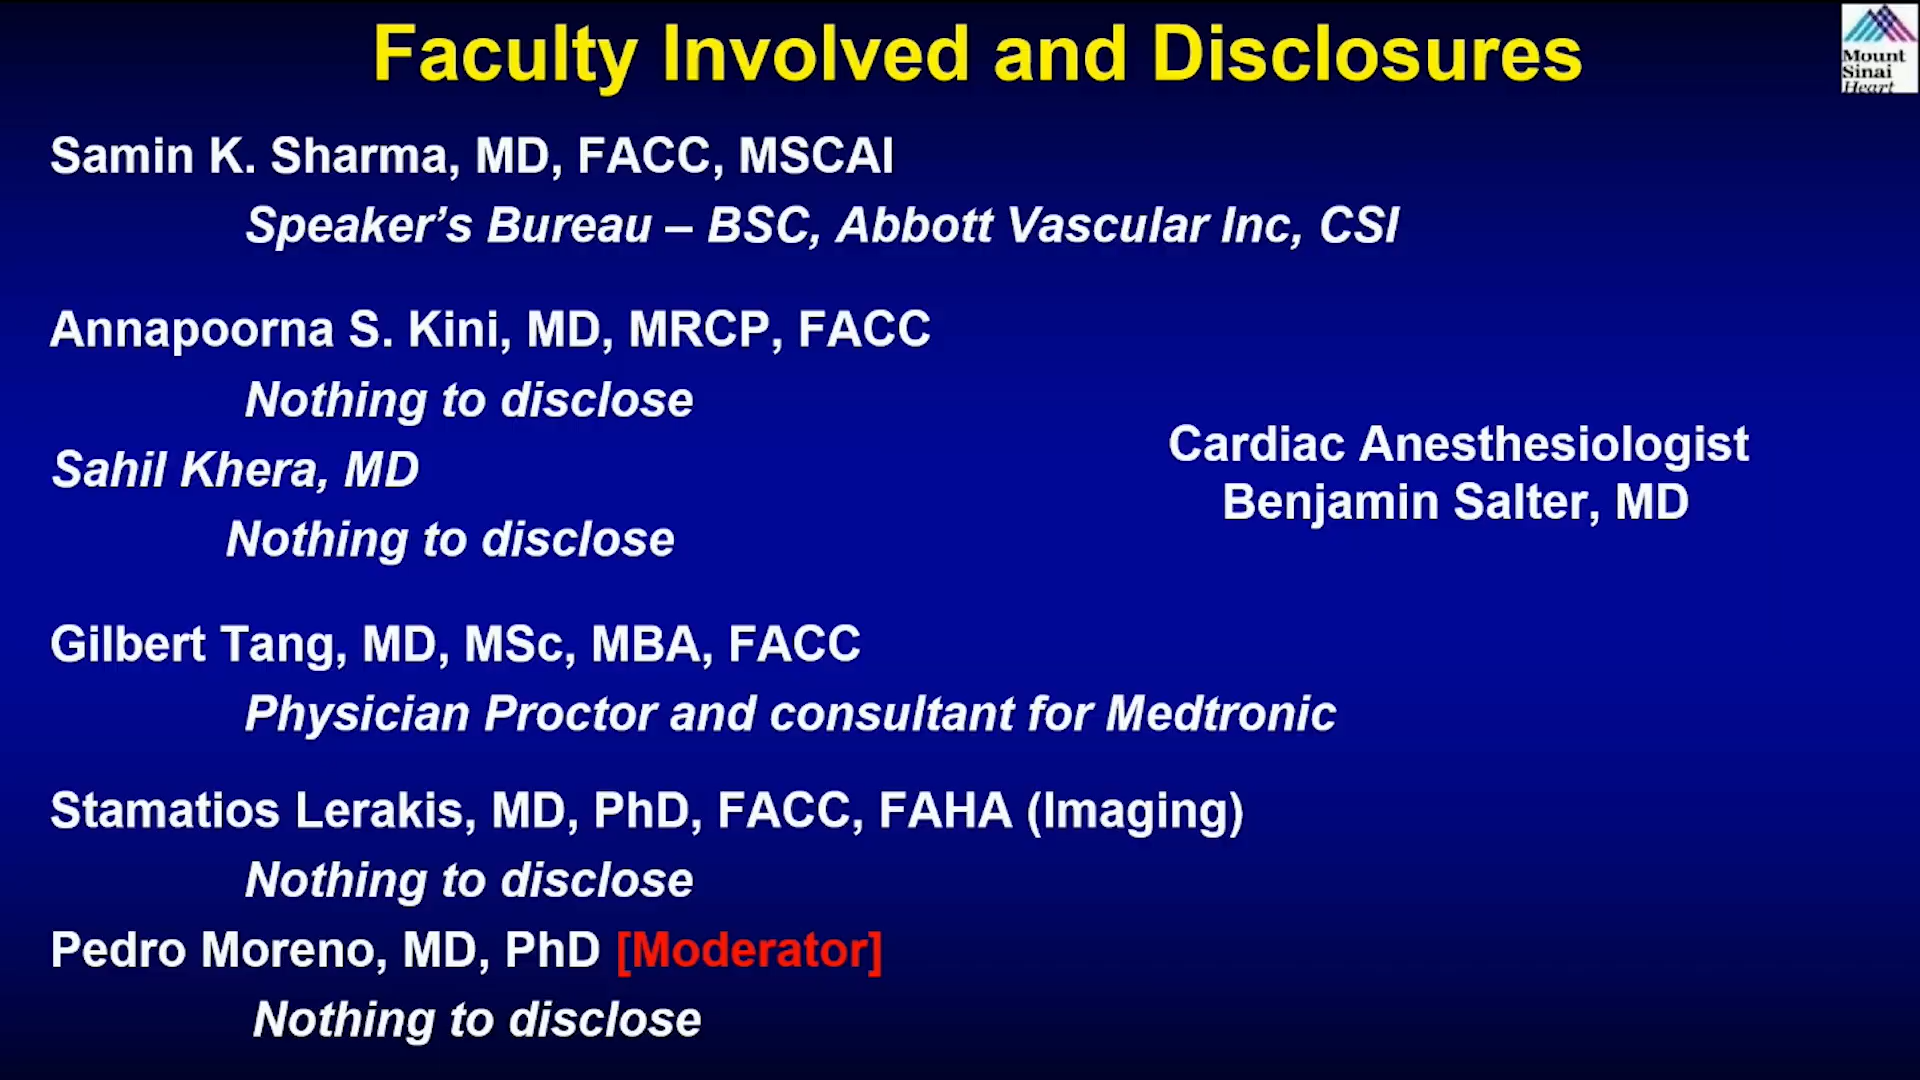 Faculty Involved and Disclosures
Mount
Sinai
Heart
Samin K. Sharma, MD, FACC, MSCAI
Speaker’s Bureau – BSC, Abbott Vascular Inc, CSI
Annapoorna S. Kini, MD, MRCP, FACC
Nothing to disclose
Sahil Khera, MD
Nothing to disclose
Cardiac Anesthesiologist
Benjamin Salter, MD
Gilbert Tang, MD, MSc, MBA, FACC
Physician Proctor and consultant for Medtronic
Stamatios Lerakis, MD, PhD, FACC, FAHA (Imaging)
Nothing to disclose
Pedro Moreno, MD, PhD [Moderator]
Nothing to disclose